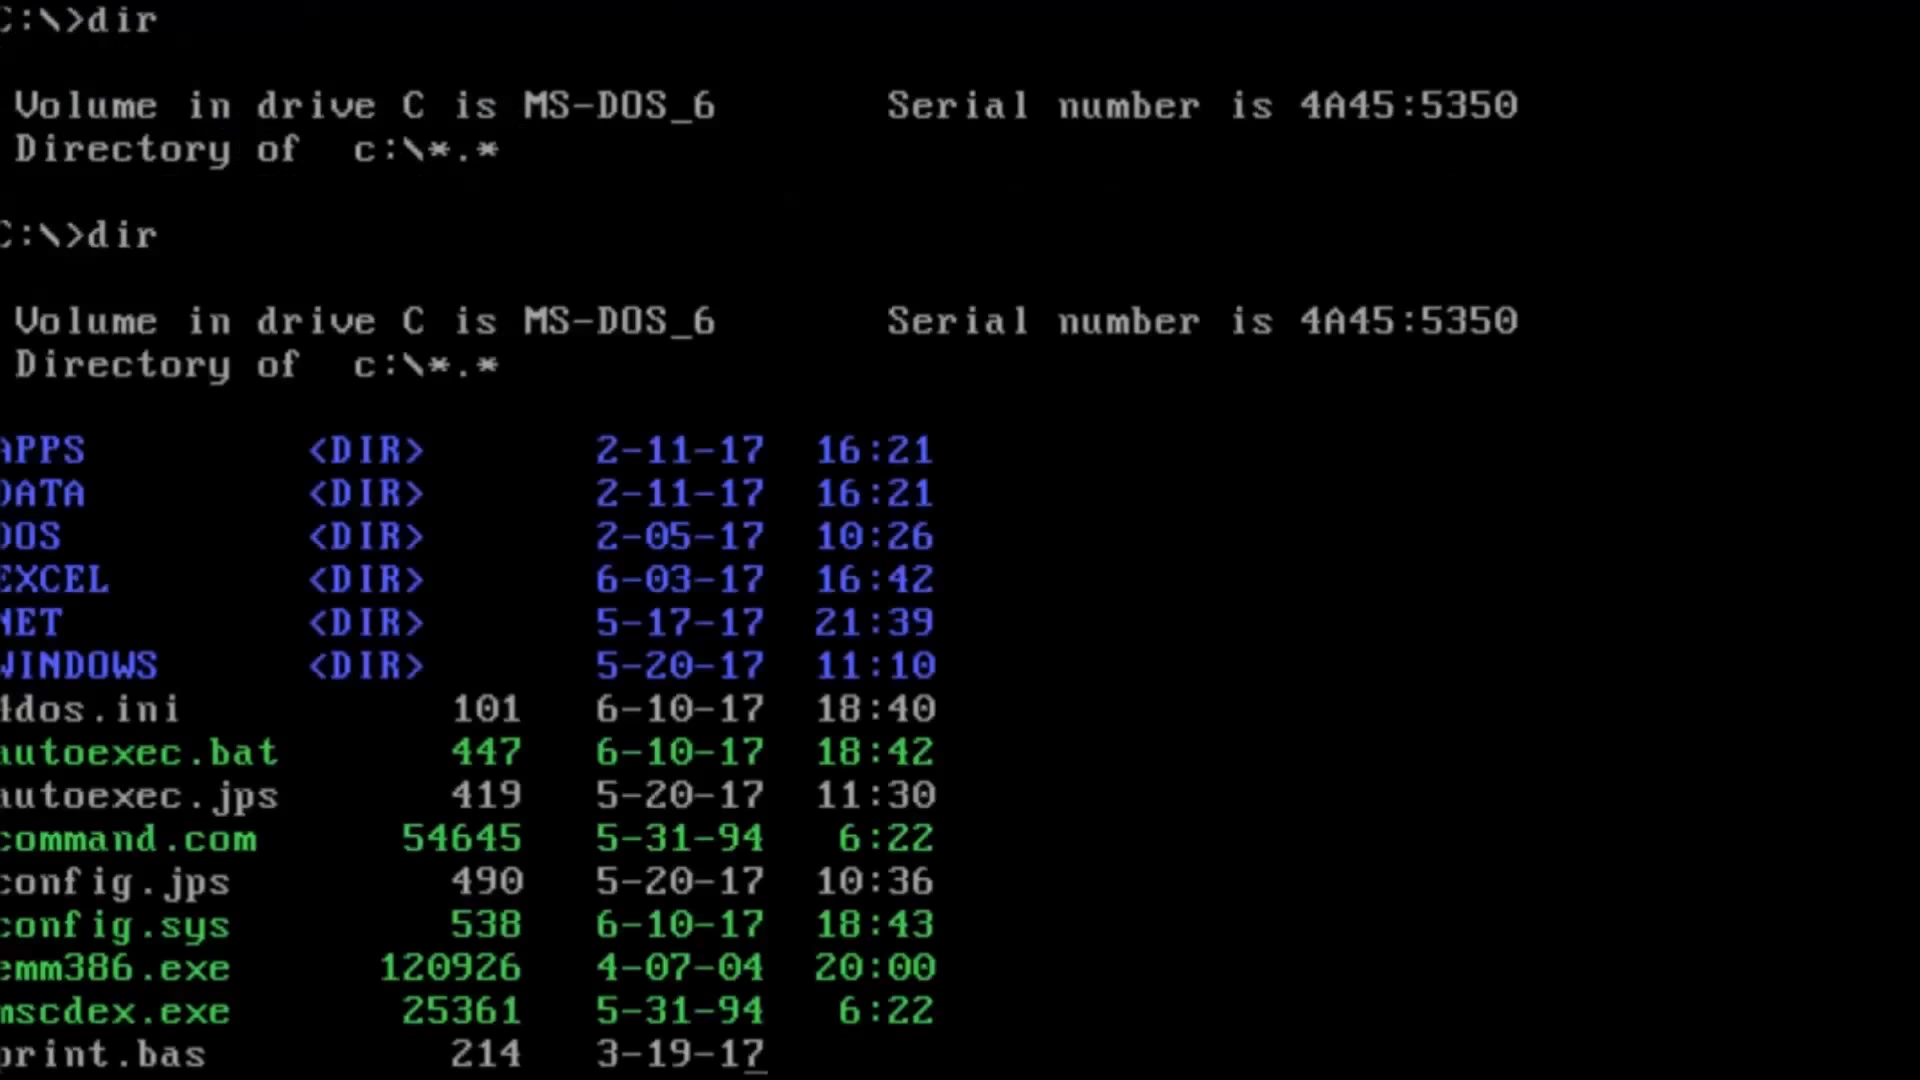 C:\>dir
Volume in drive C is MS-DOS_6 Serial number is 4A45:5350
Directory of c:\*.*
C:\>dir
Volume in drive C is MS-DOS_6 Serial number is 4A45:5350
Directory of c:\*.*
APPS <DIR> 2-11-17 16:21
DATA <DIR> 2-11-17 16:21
DOS <DIR> 2-05-17 10:26
EXCEL <DIR> 6-03-17 16:42
NET <DIR> 5-17-17 21:39
WINDOWS <DIR> 5-20-17 11:10
4dos.ini 101 6-10-17 18:40
autoexec.bat 447 6-10-17 18:42
autoexec.jps 419 5-20-17 11:30
command.com 54645 5-31-94 6:22
config.jps 490 5-20-17 10:36
config.sys 538 6-10-17 18:43
emm386.exe 120926 4-07-04 20:00
mscdex.exe 25361 5-31-94 6:22
print.bas 214 3-19-17_